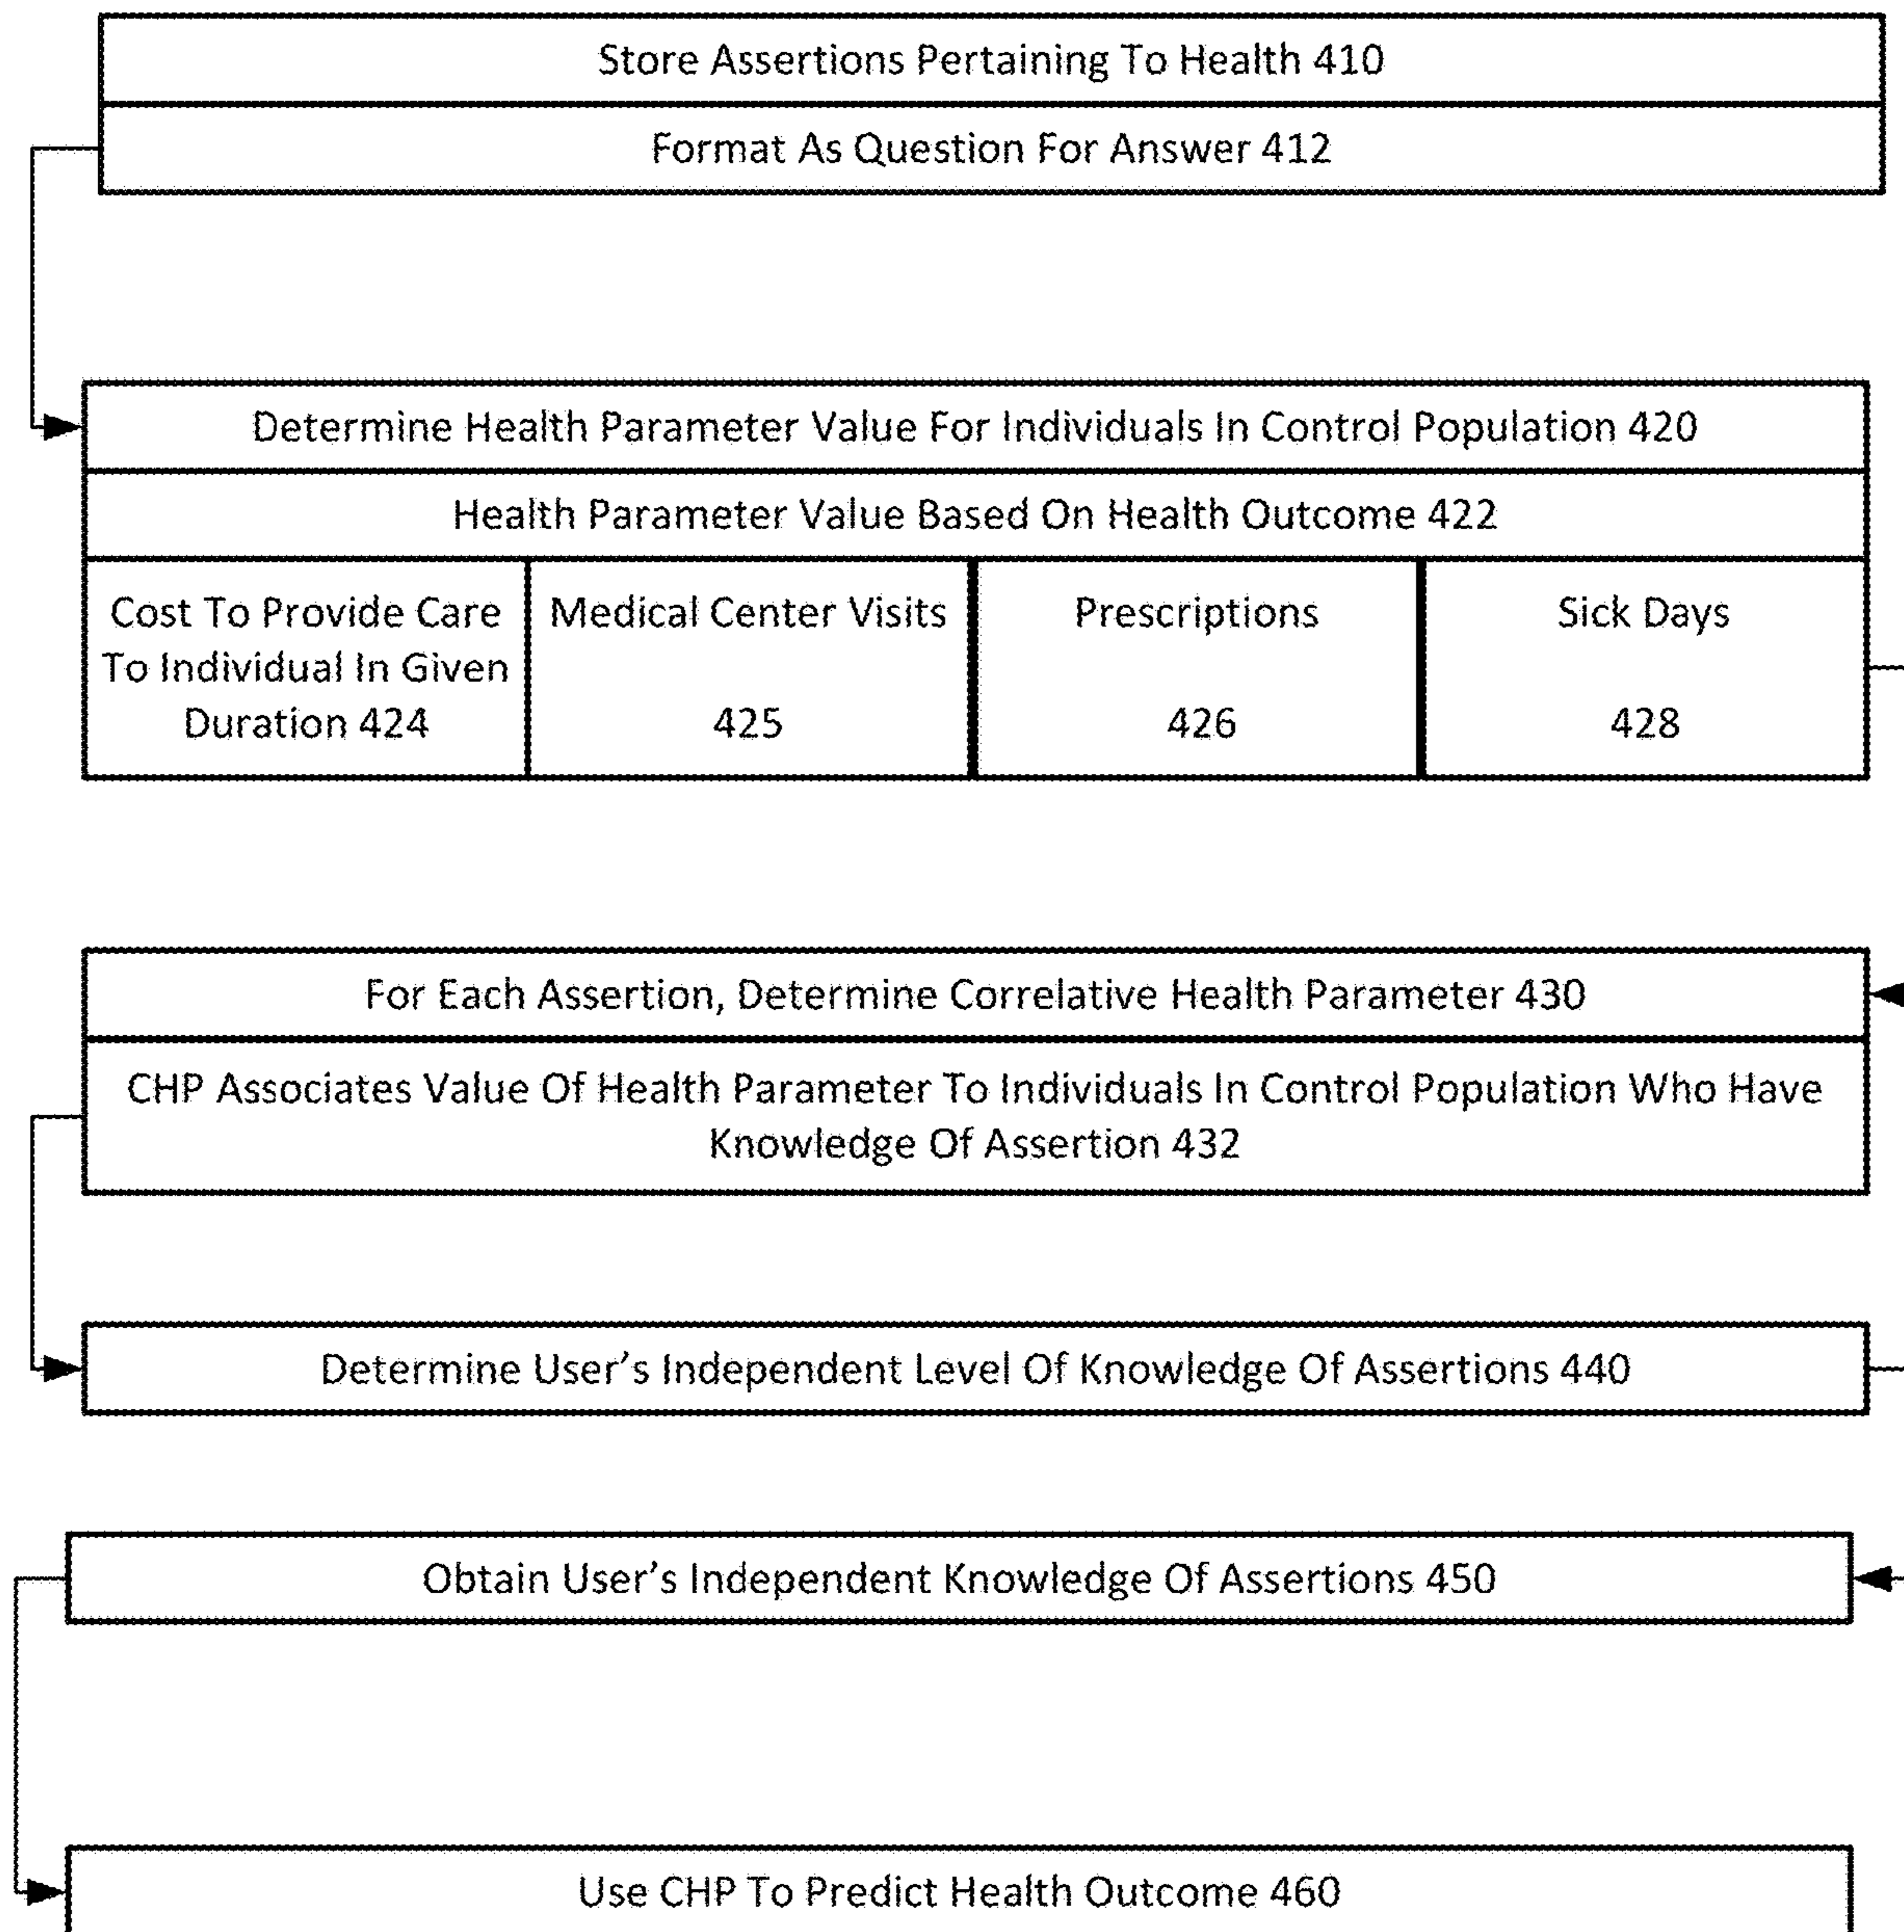 Store Assertions Pertaining To Health 410
Format As Question For Answer 412
Determine Health Parameter Value For Individuals In Control Population 420
Health Parameter Value Based On Health Outcome 422
Cost To Provide Care
To Individual In Given
Duration 424
Medical Center Visits
425
Prescriptions
426
Sick Days
428
For Each Assertion, Determine Correlative Health Parameter 430
CHP Associates Value Of Health Parameter To Individuals In Control Population Who Have
Knowledge Of Assertion 432
Determine User's Independent Level Of Knowledge Of Assertions 440
Obtain User's Independent Knowledge Of Assertions 450
Use CHP To Predict Health Outcome 460